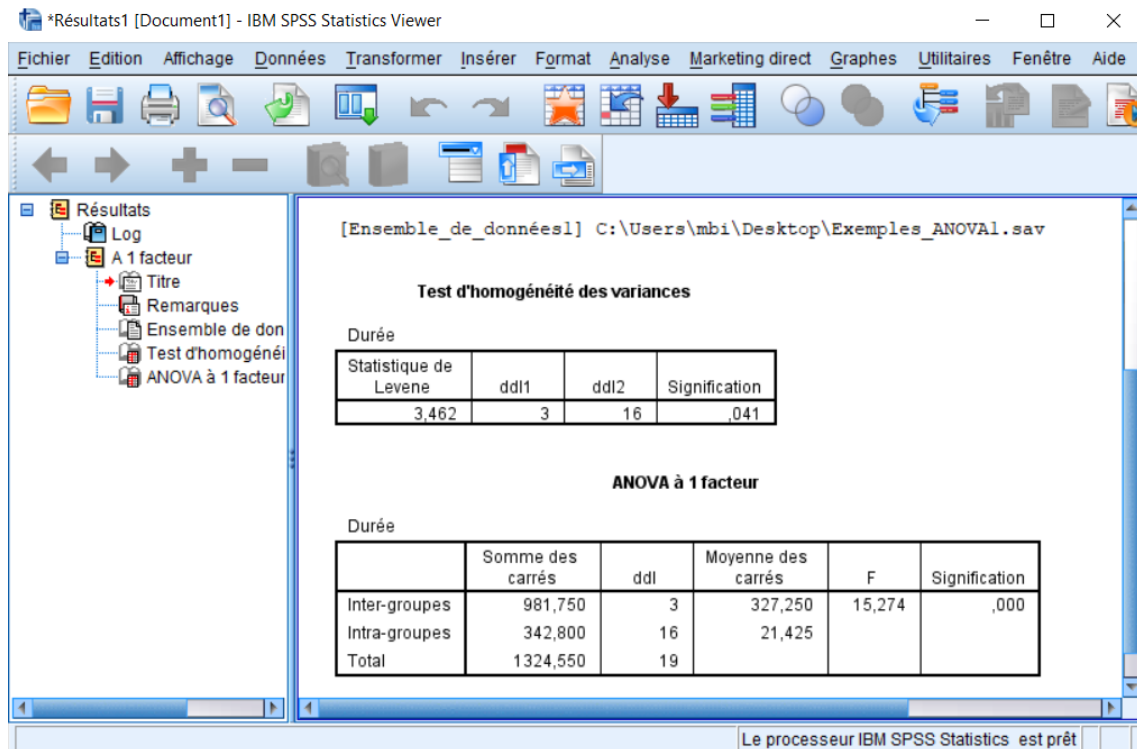 *Résultats1 [Document1] - IBM SPSS Statistics Viewer
Fichier Edition Affichage Données Transformer Insérer Format Analyse Marketing direct Graphes Utilitaires Fenêtre Aide
Résultats
Log
A 1 facteur
Titre
Remarques
Ensemble de don
Test d'homogénéi
ANOVA à 1 facteur
[Ensemble_de_données1] C:\Users\mbi\Desktop\Exemples_ANOVA1.sav
Test d'homogénéité des variances
Durée
Statistique de
Levene ddl1 ddl2 Signification
3,462 3 16 ,041
ANOVA à 1 facteur
Durée
Somme des carrés ddl Moyenne des carrés F Signification
Inter-groupes 981,750 3 327,250 15,274 ,000
Intra-groupes 342,800 16 21,425
Total 1324,550 19
Le processeur IBM SPSS Statistics est prêt